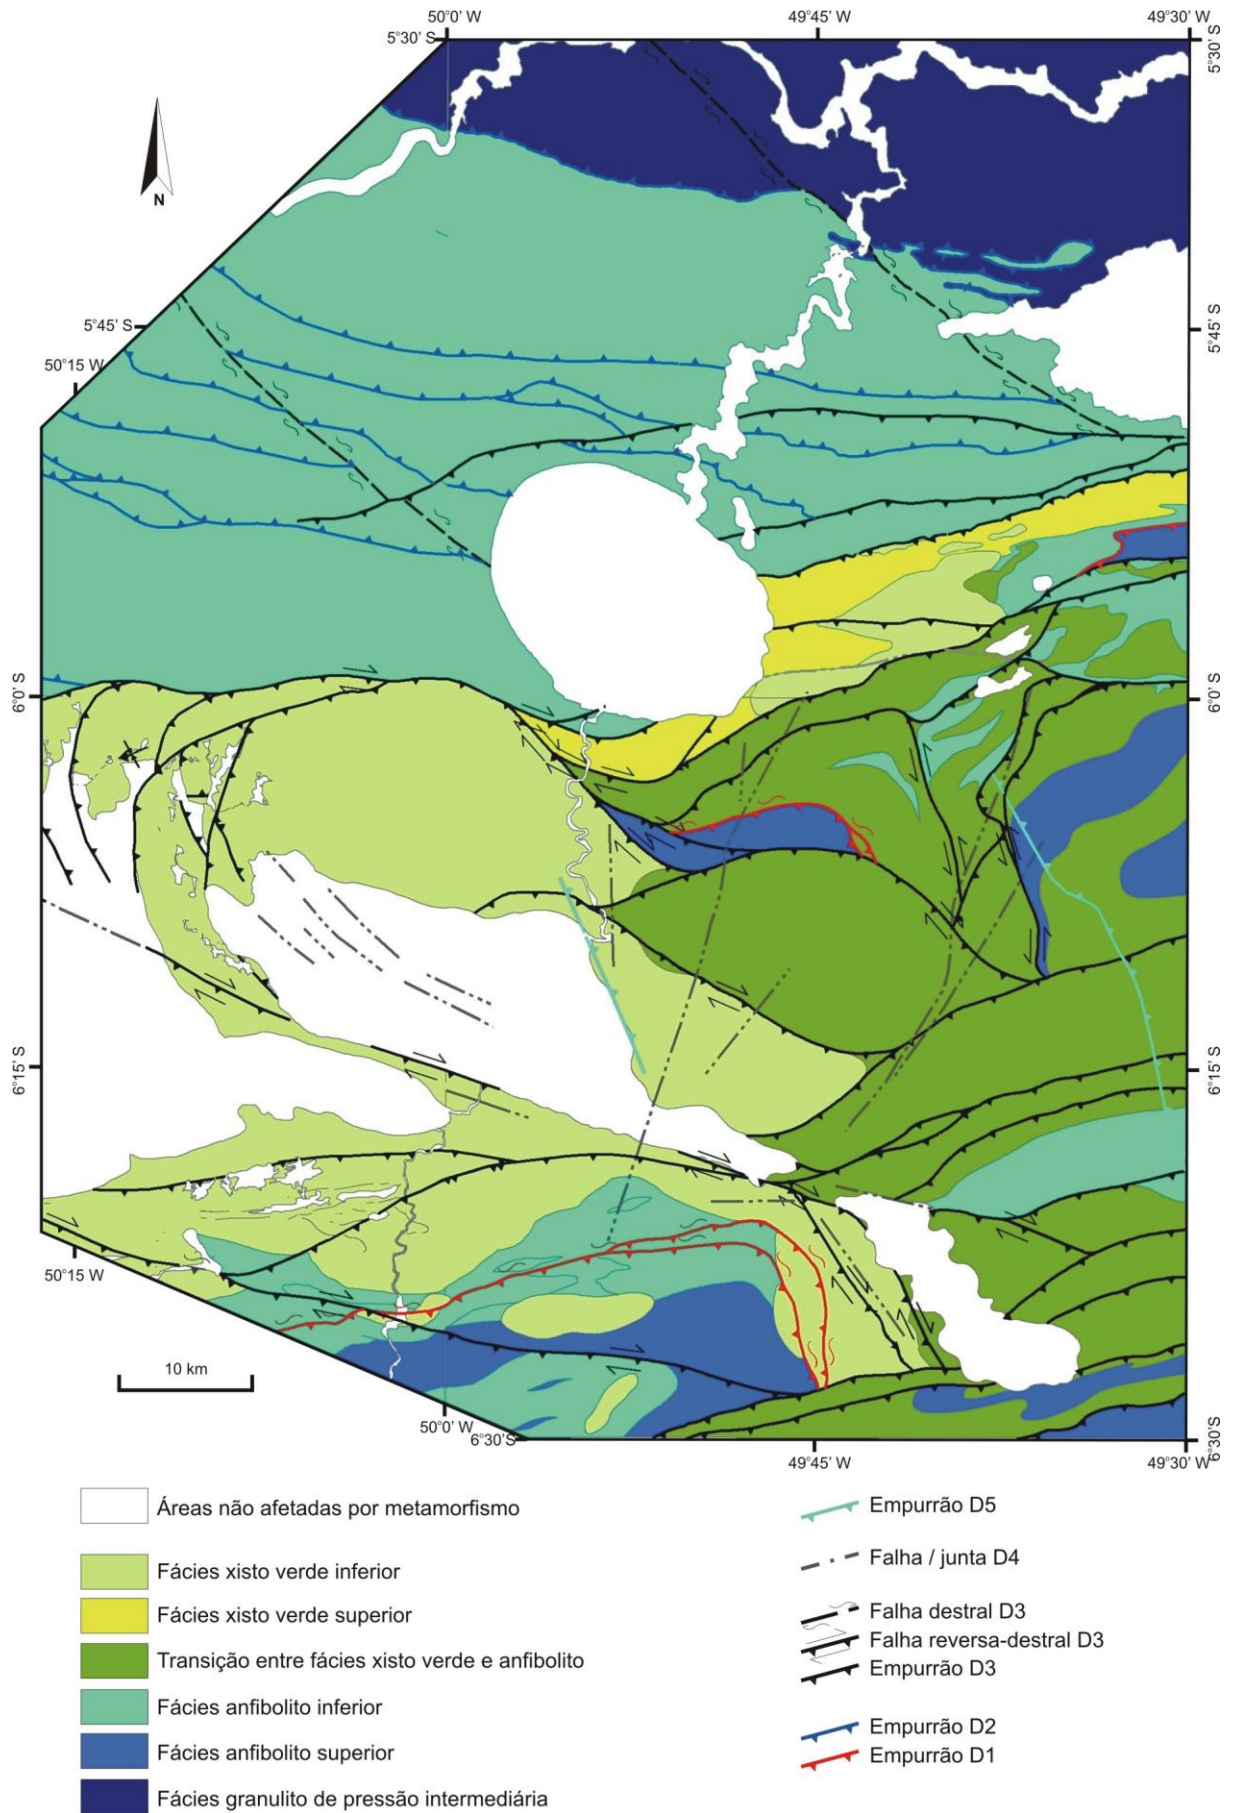 50°0' W
49°45' W
49°30' W
5°30' S
5°30' S
N
5°45' S
5°45' S
50°15 W
6°0' S
6°0' S
6°15' S
6°15' S
50°15 W
10 km
50°0' W
6°30'S
6°30'S
49°45' W
49°30' W
Áreas não afetadas por metamorfismo
Fácies xisto verde inferior
Fácies xisto verde superior
Transição entre fácies xisto verde e anfibolito
Fácies anfibolito inferior
Fácies anfibolito superior
Fácies granulito de pressão intermediária
Empurrão D5
Falha / junta D4
Falha destral D3
Falha reversa-destral D3
Empurrão D3
Empurrão D2
Empurrão D1